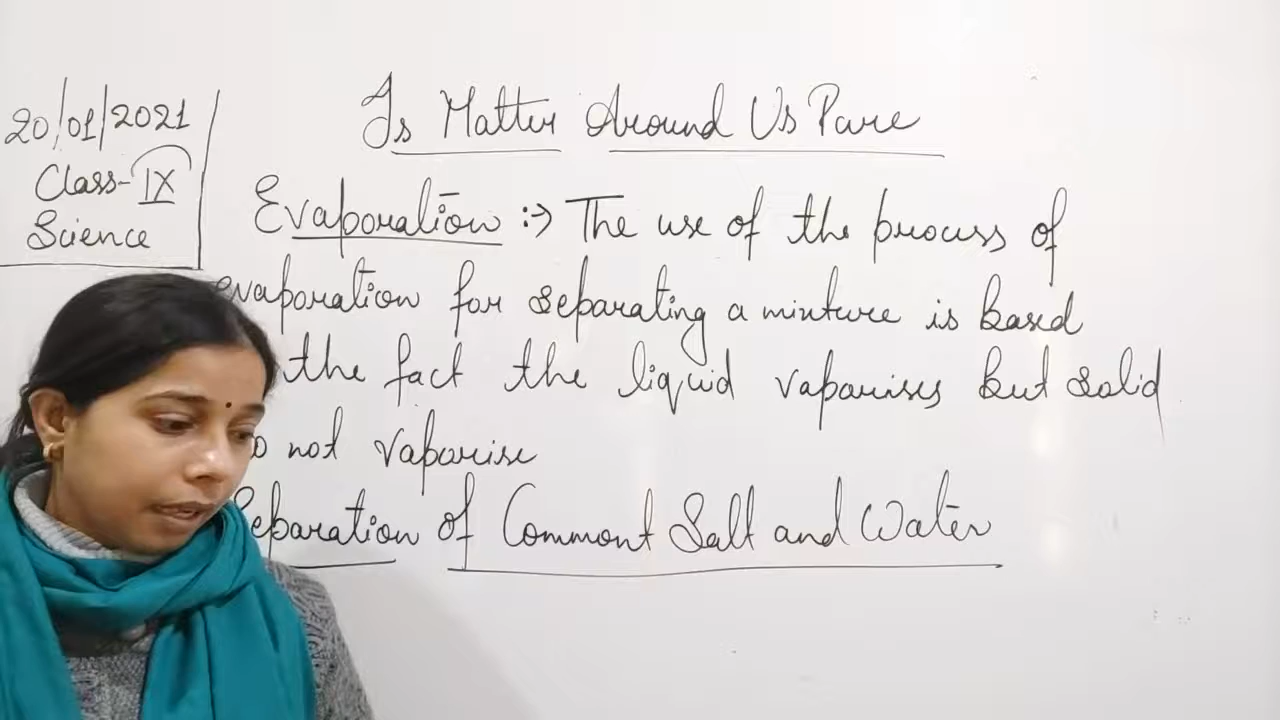 20/01/2021
Class-IX
Science
Is Matter Around Us Pure
Evaporation :-> The use of the process of
evaporation for separating a mixture is based
the fact the liquid vaporises but solid
do not vaporise
Separation of Commont Salt and Water